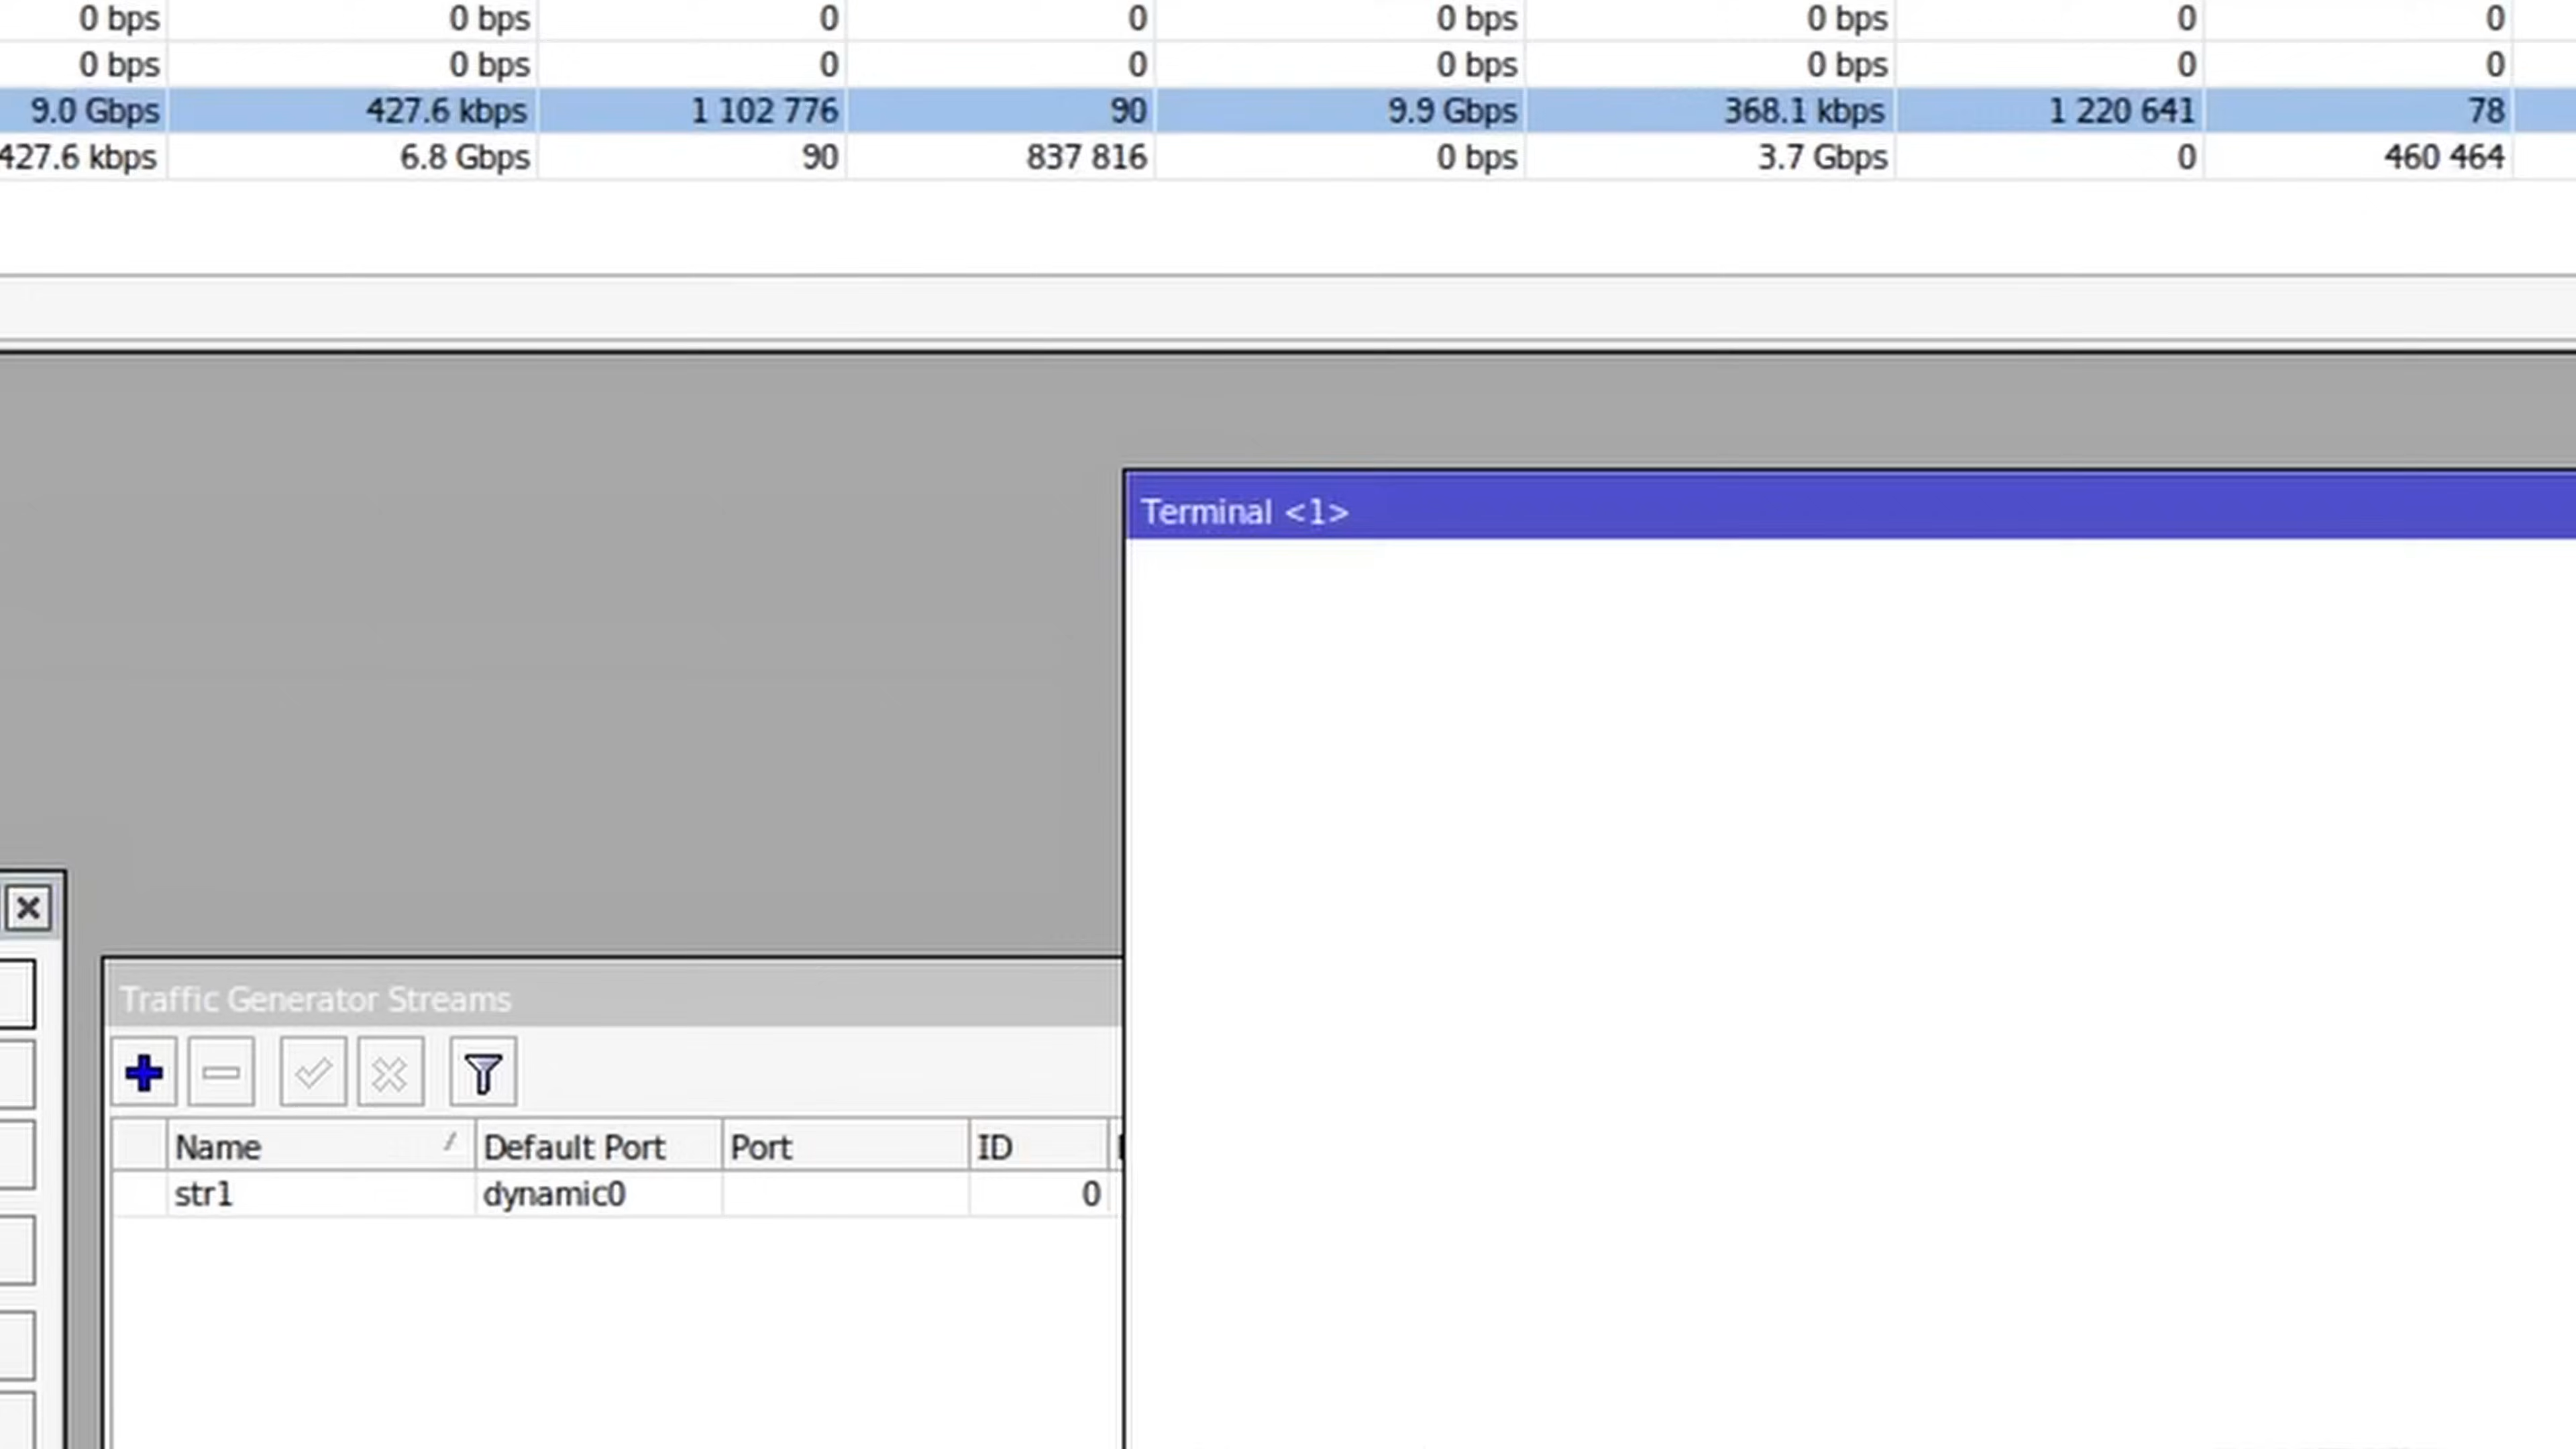 0 bps 0 bps 0 0 0 bps 0 bps 0 0
0 bps 0 bps 0 0 0 bps 0 bps 0 0
9.0 Gbps 427.6 kbps 1 102 776 90 9.9 Gbps 368.1 kbps 1 220 641 78
427.6 kbps 6.8 Gbps 90 837 816 0 bps 3.7 Gbps 0 460 464
Terminal <1>
Traffic Generator Streams
Name Default Port Port ID
str1 dynamic0 0